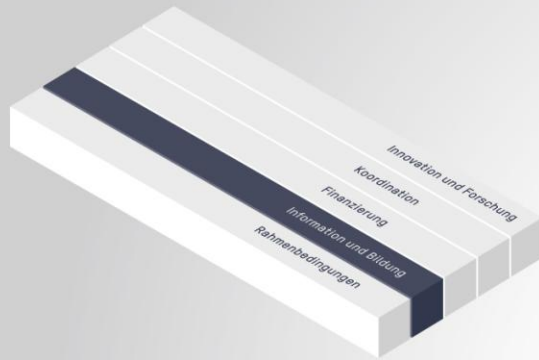 Innovation und Forschung
Koordination
Finanzierung
Information und Bildung
Rahmenbedingungen